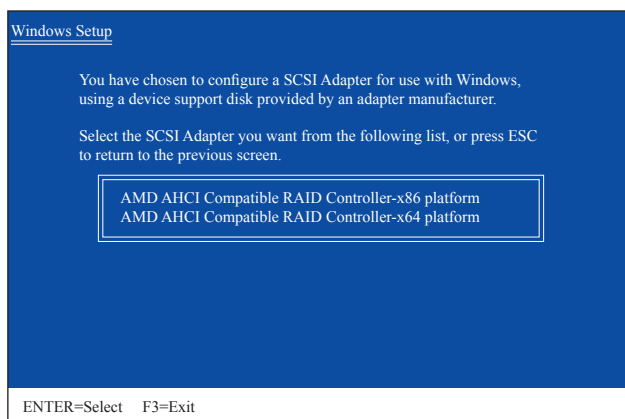 Windows Setup
You have chosen to configure a SCSI Adapter for use with Windows,
using a device support disk provided by an adapter manufacturer.
Select the SCSI Adapter you want from the following list, or press ESC
to return to the previous screen.
AMD AHCI Compatible RAID Controller-x86 platform
AMD AHCI Compatible RAID Controller-x64 platform
ENTER=Select F3=Exit